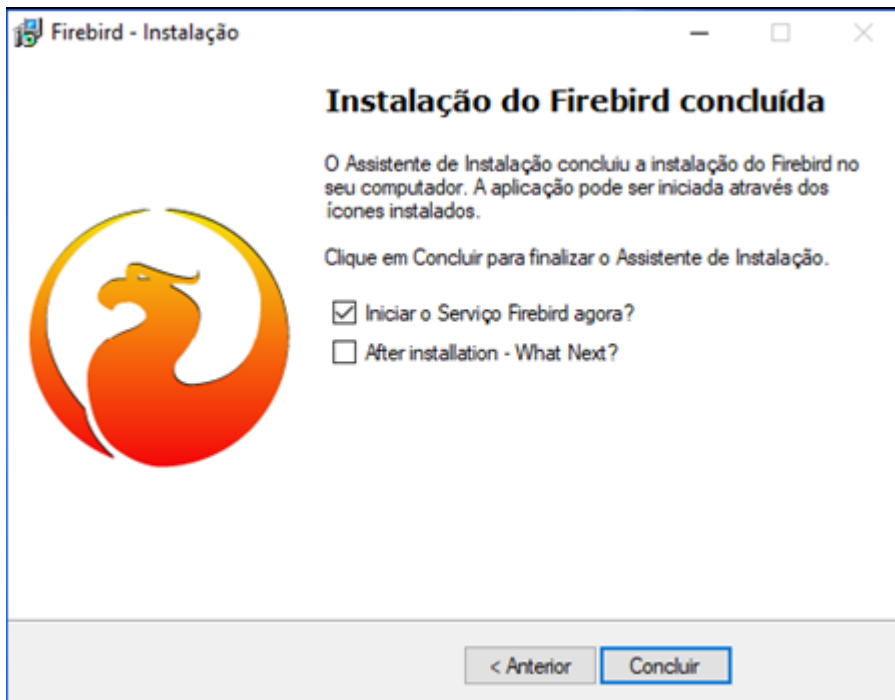 Firebird - Instalação
Instalação do Firebird concluída
O Assistente de Instalação concluiu a instalação do Firebird no
seu computador. A aplicação pode ser iniciada através dos
ícones instalados.
Clique em Concluir para finalizar o Assistente de Instalação.
Iniciar o Serviço Firebird agora?
After installation - What Next?
< Anterior
Concluir